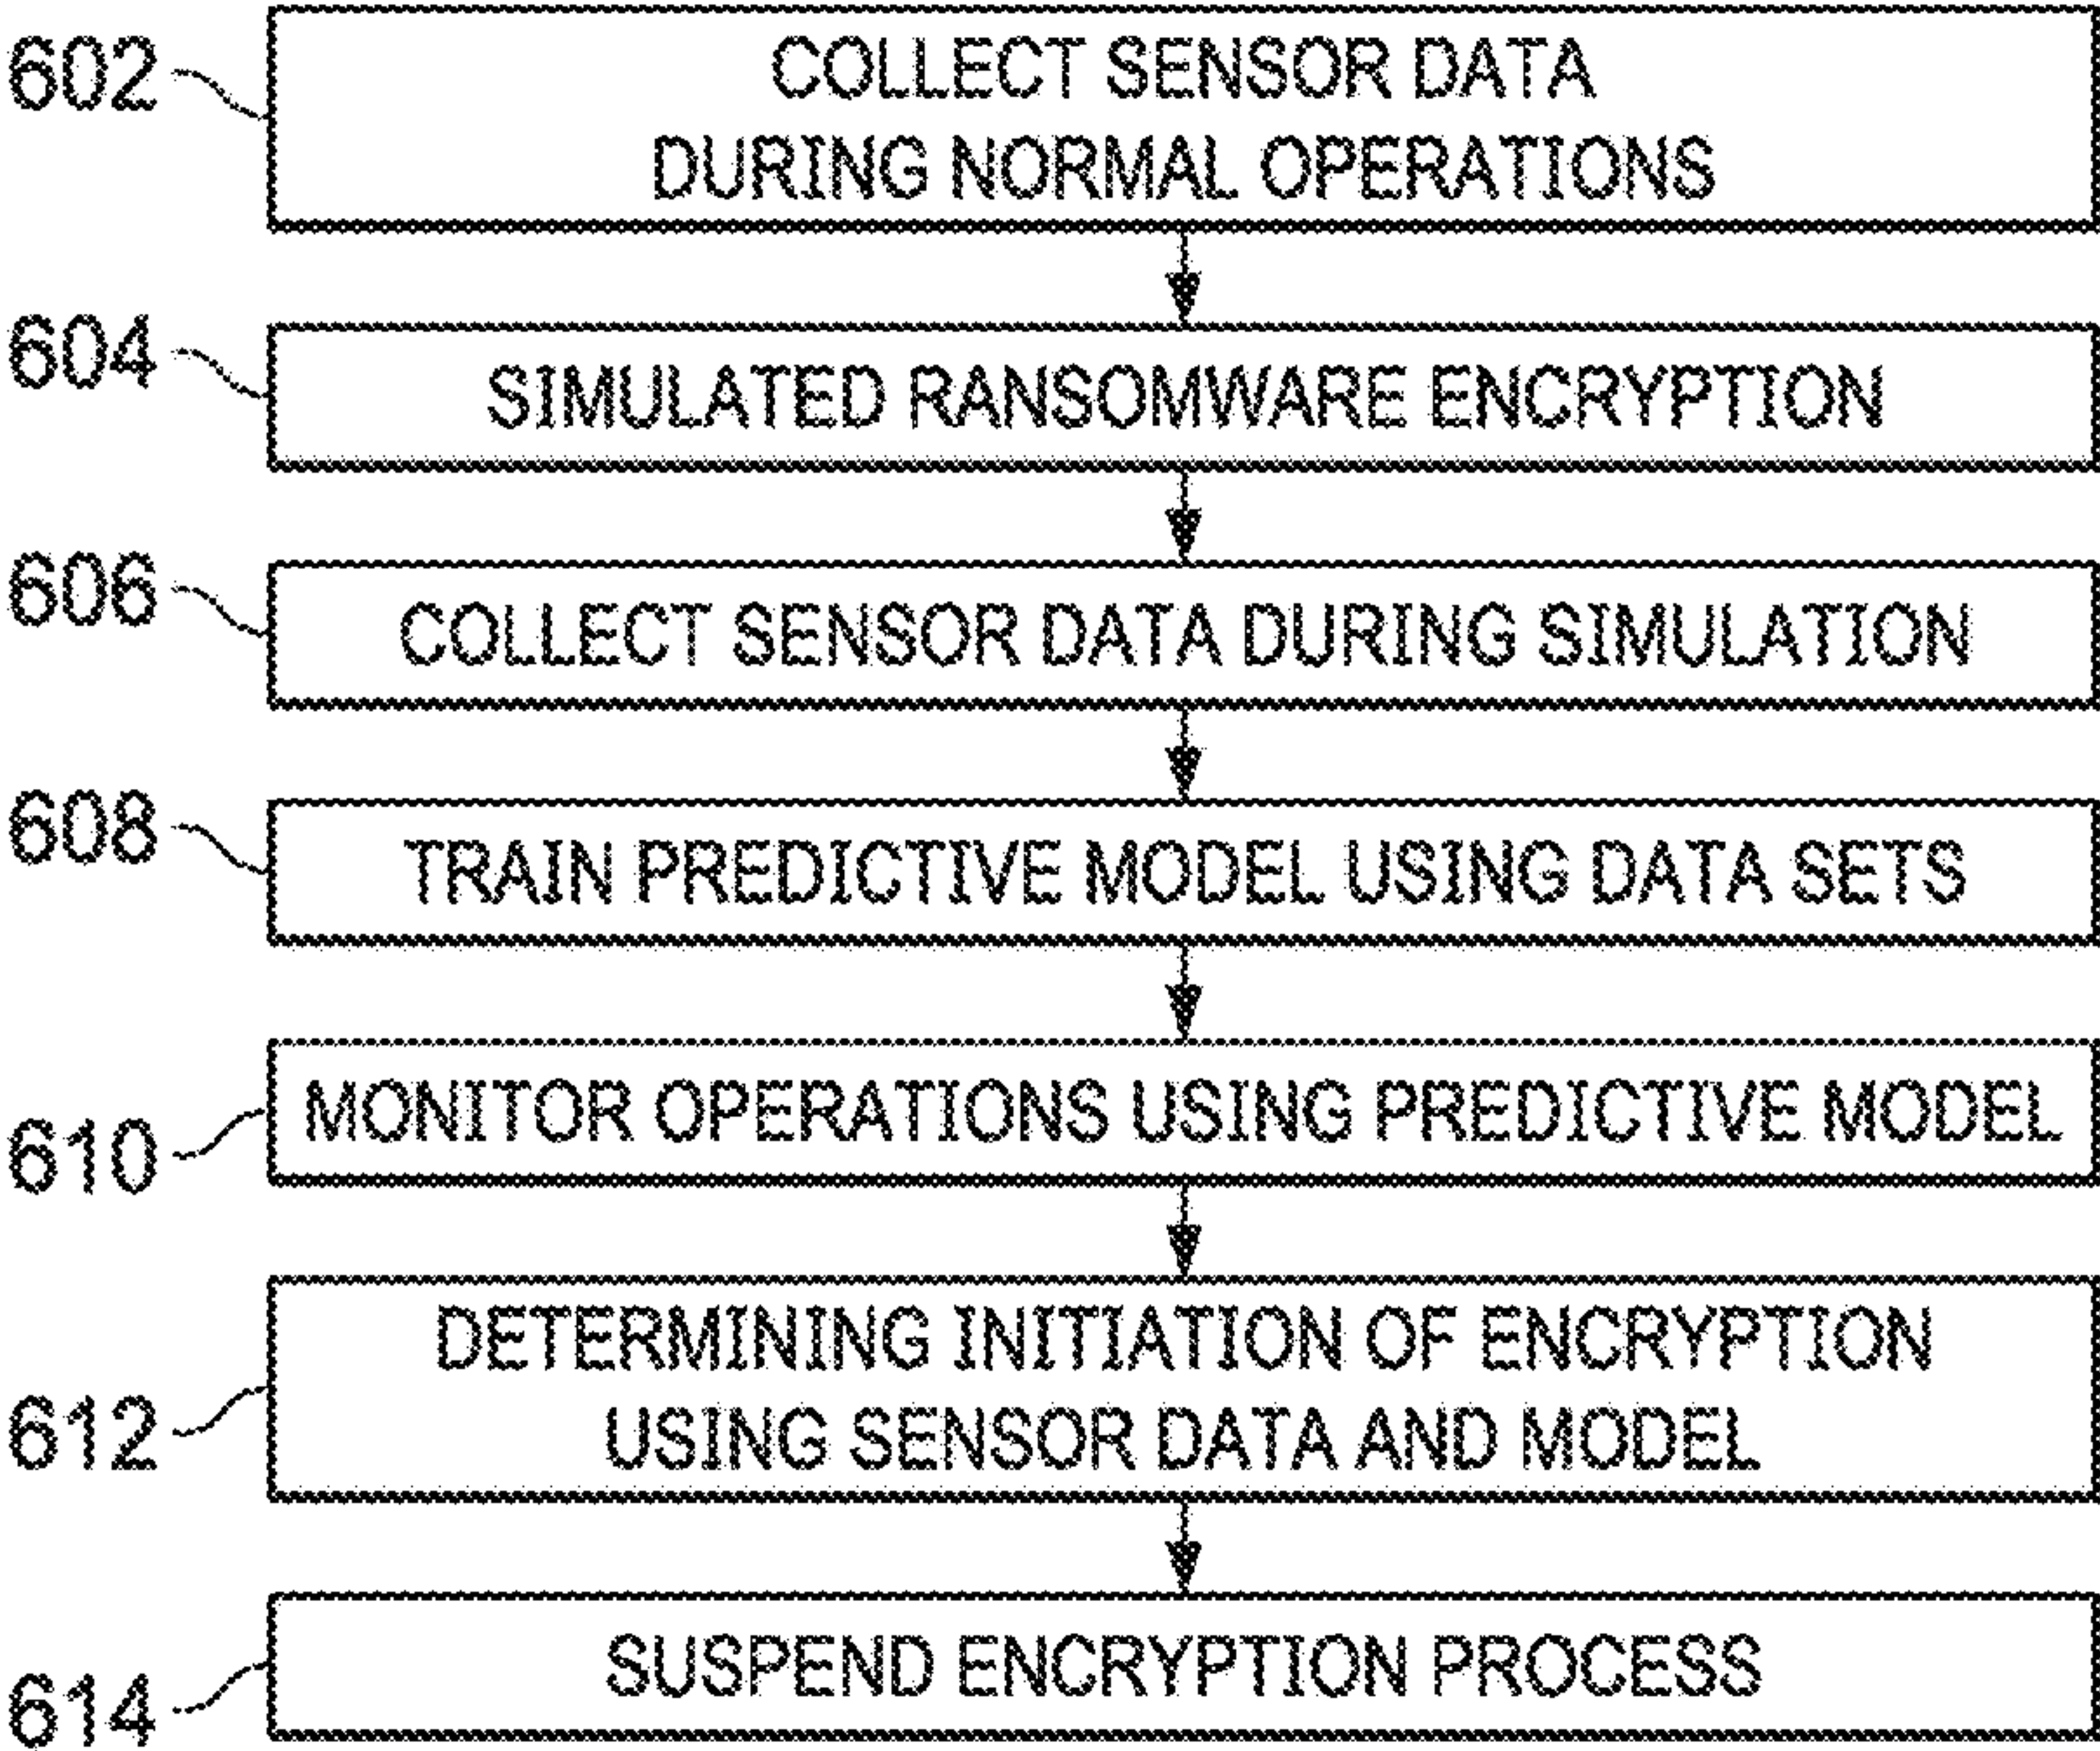 602
COLLECT SENSOR DATA
DURING NORMAL OPERATIONS
604
SIMULATED RANSOMWARE ENCRYPTION
606
COLLECT SENSOR DATA DURING SIMULATION
608
TRAIN PREDICTIVE MODEL USING DATA SETS
610
MONITOR OPERATIONS USING PREDICTIVE MODEL
612
DETERMINING INITIATION OF ENCRYPTION
USING SENSOR DATA AND MODEL
614
SUSPEND ENCRYPTION PROCESS